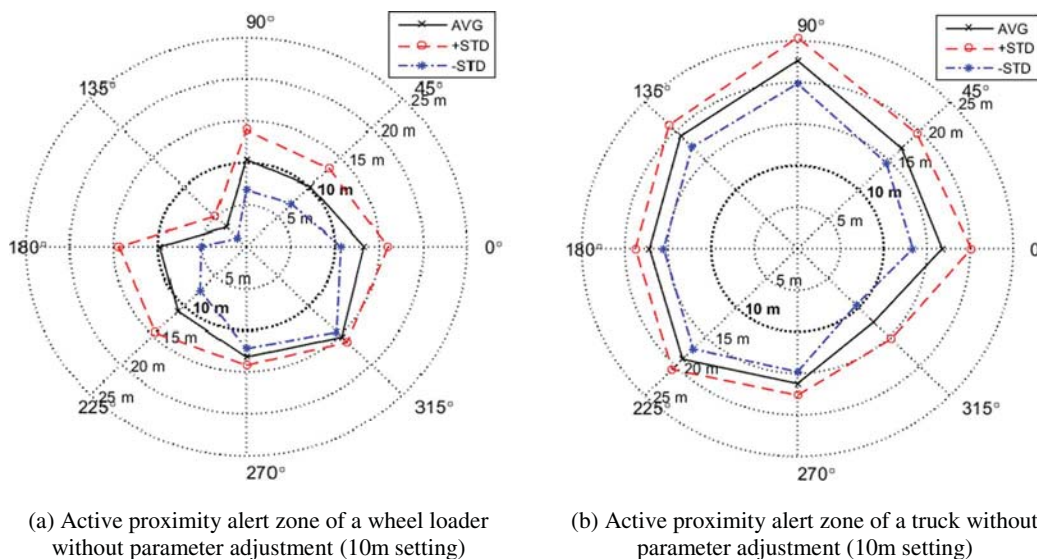 90°
AVG
+STD
-STD
135°
45°
25 m
20 m
15 m
10 m
5 m
180°
0°
5 m
10 m
15 m
20 m
25 m
225°
315°
270°
(a) Active proximity alert zone of a wheel loader
without parameter adjustment (10m setting)
90°
AVG
+STD
-STD
135°
45°
25 m
20 m
15 m
10 m
5 m
180°
0
5 m
10 m
15 m
20 m
25 m
225°
315°
270°
(b) Active proximity alert zone of a truck without
parameter adjustment (10m setting)